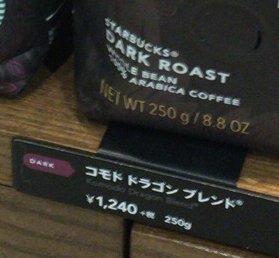 STARBUCKS®
DARK ROAST
WHOLE BEAN
ARABICA COFFEE
NET WT 250 g / 8.8 OZ
DARK
コモド ドラゴン ブレンド®
Komodo Dragon Blend®
¥1,240 +税 250g